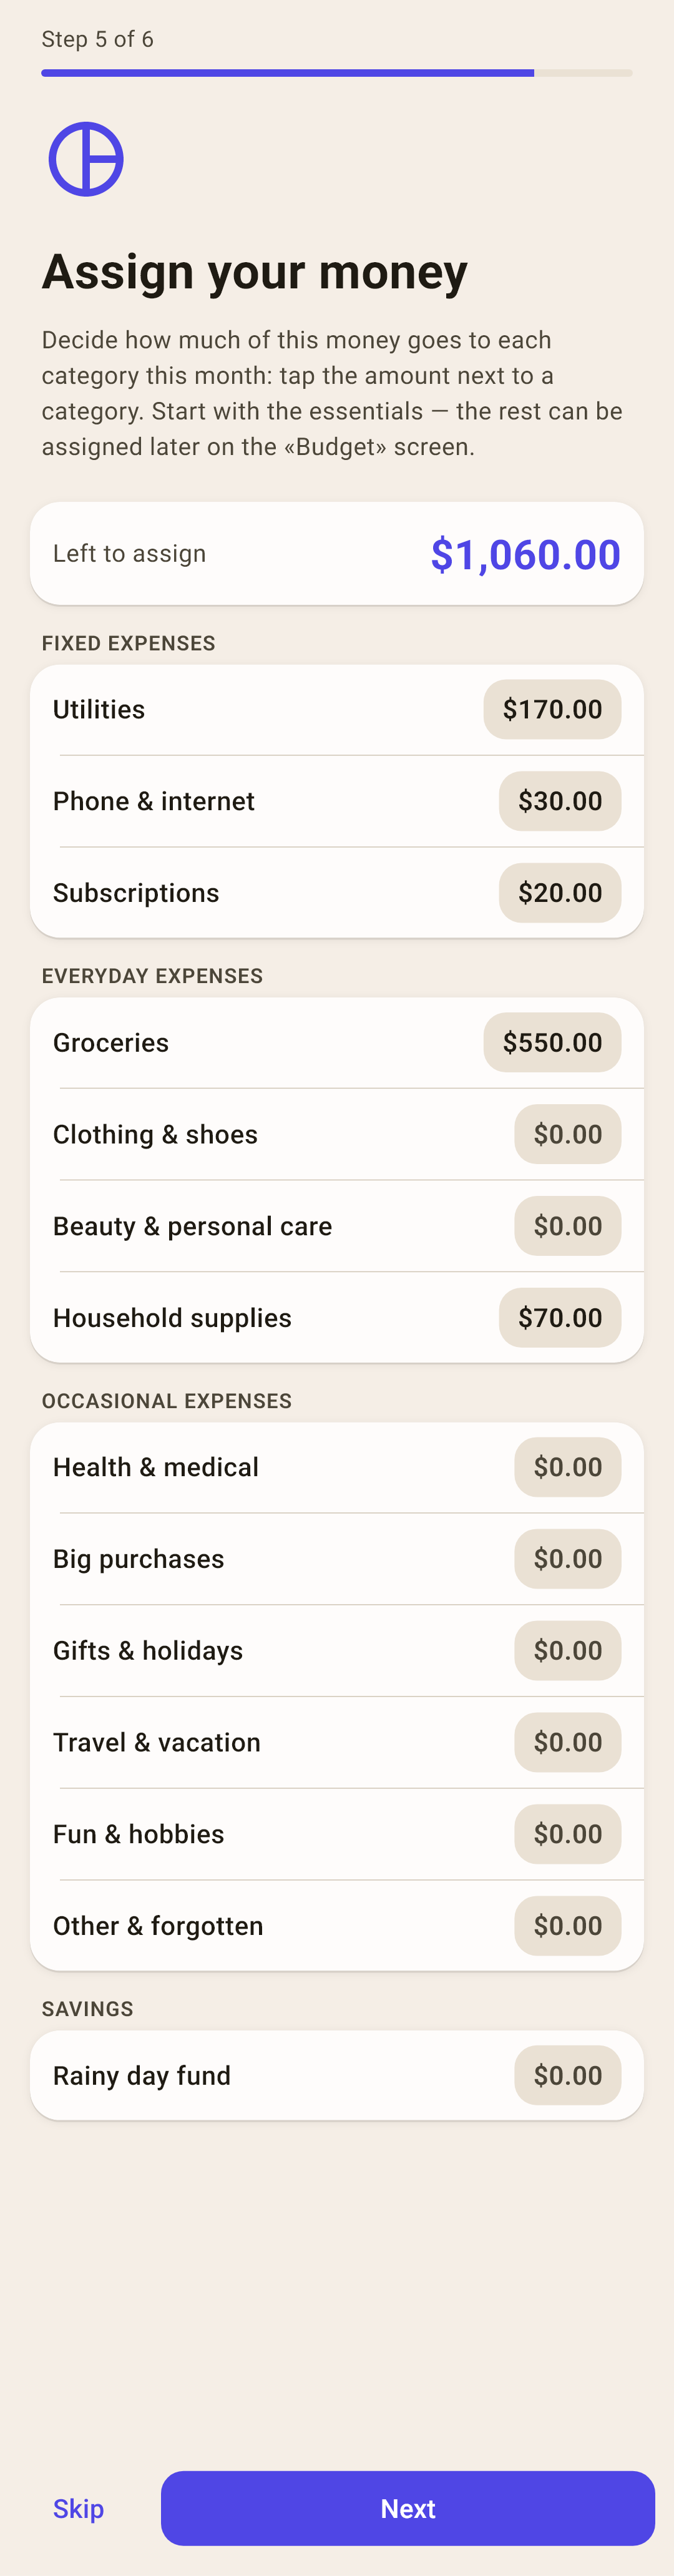 Step 5 of 6
Assign your money
Decide how much of this money goes to each
category this month: tap the amount next to a
category. Start with the essentials — the rest can be
assigned later on the «Budget» screen.
Left to assign $1,060.00
FIXED EXPENSES
Utilities $170.00
Phone & internet $30.00
Subscriptions $20.00
EVERYDAY EXPENSES
Groceries $550.00
Clothing & shoes $0.00
Beauty & personal care $0.00
Household supplies $70.00
OCCASIONAL EXPENSES
Health & medical $0.00
Big purchases $0.00
Gifts & holidays $0.00
Travel & vacation $0.00
Fun & hobbies $0.00
Other & forgotten $0.00
SAVINGS
Rainy day fund $0.00
Skip Next